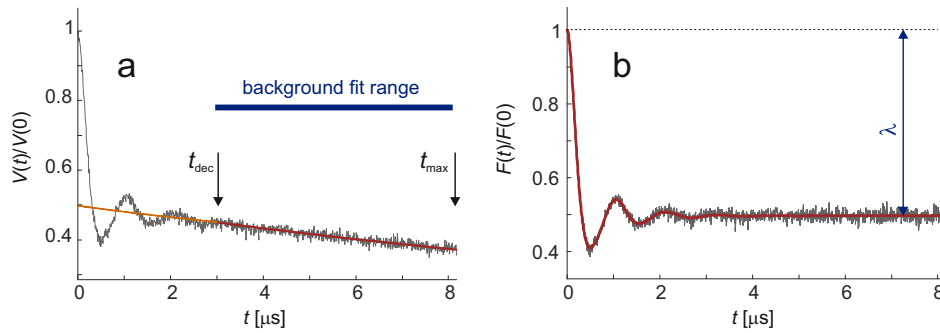 a
background fit range
t_dec
t_max
V(t)/V(0)
1
0.8
0.6
0.4
0
2
4
6
8
t [μs]
b
F(t)/F(0)
1
0.8
0.6
0.4
λ
0
2
4
6
8
t [μs]